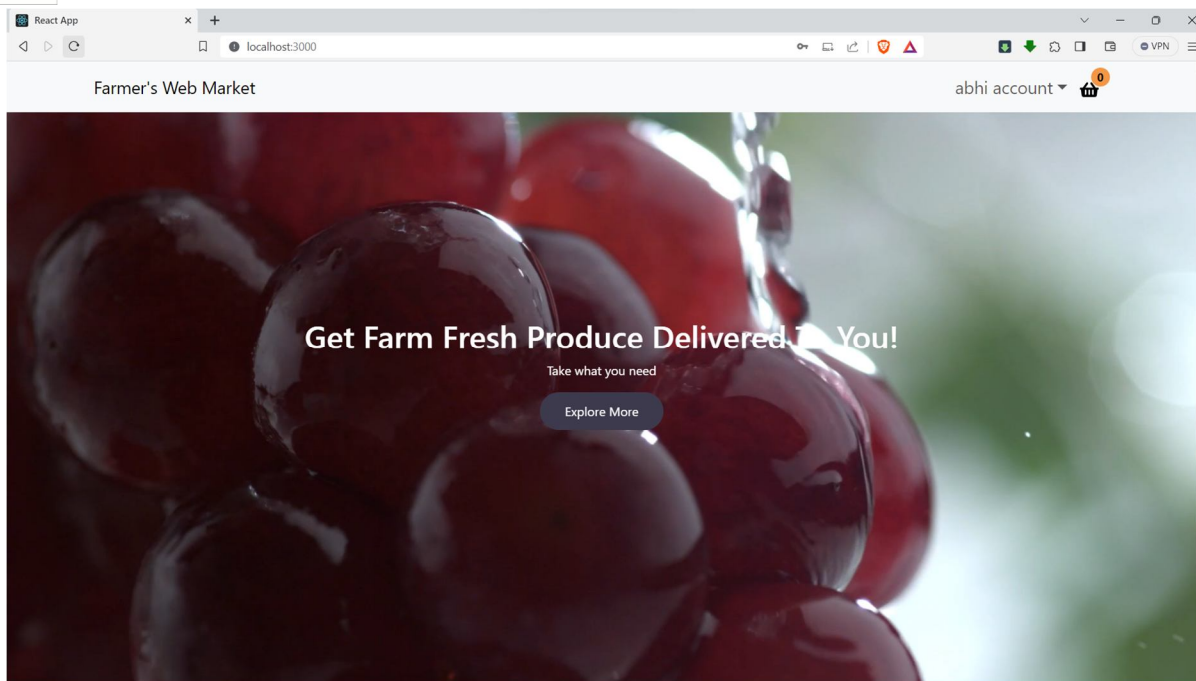 React App
localhost:3000
VPN
Farmer's Web Market
abhi account
0
Get Farm Fresh Produce Delivered To You!
Take what you need
Explore More